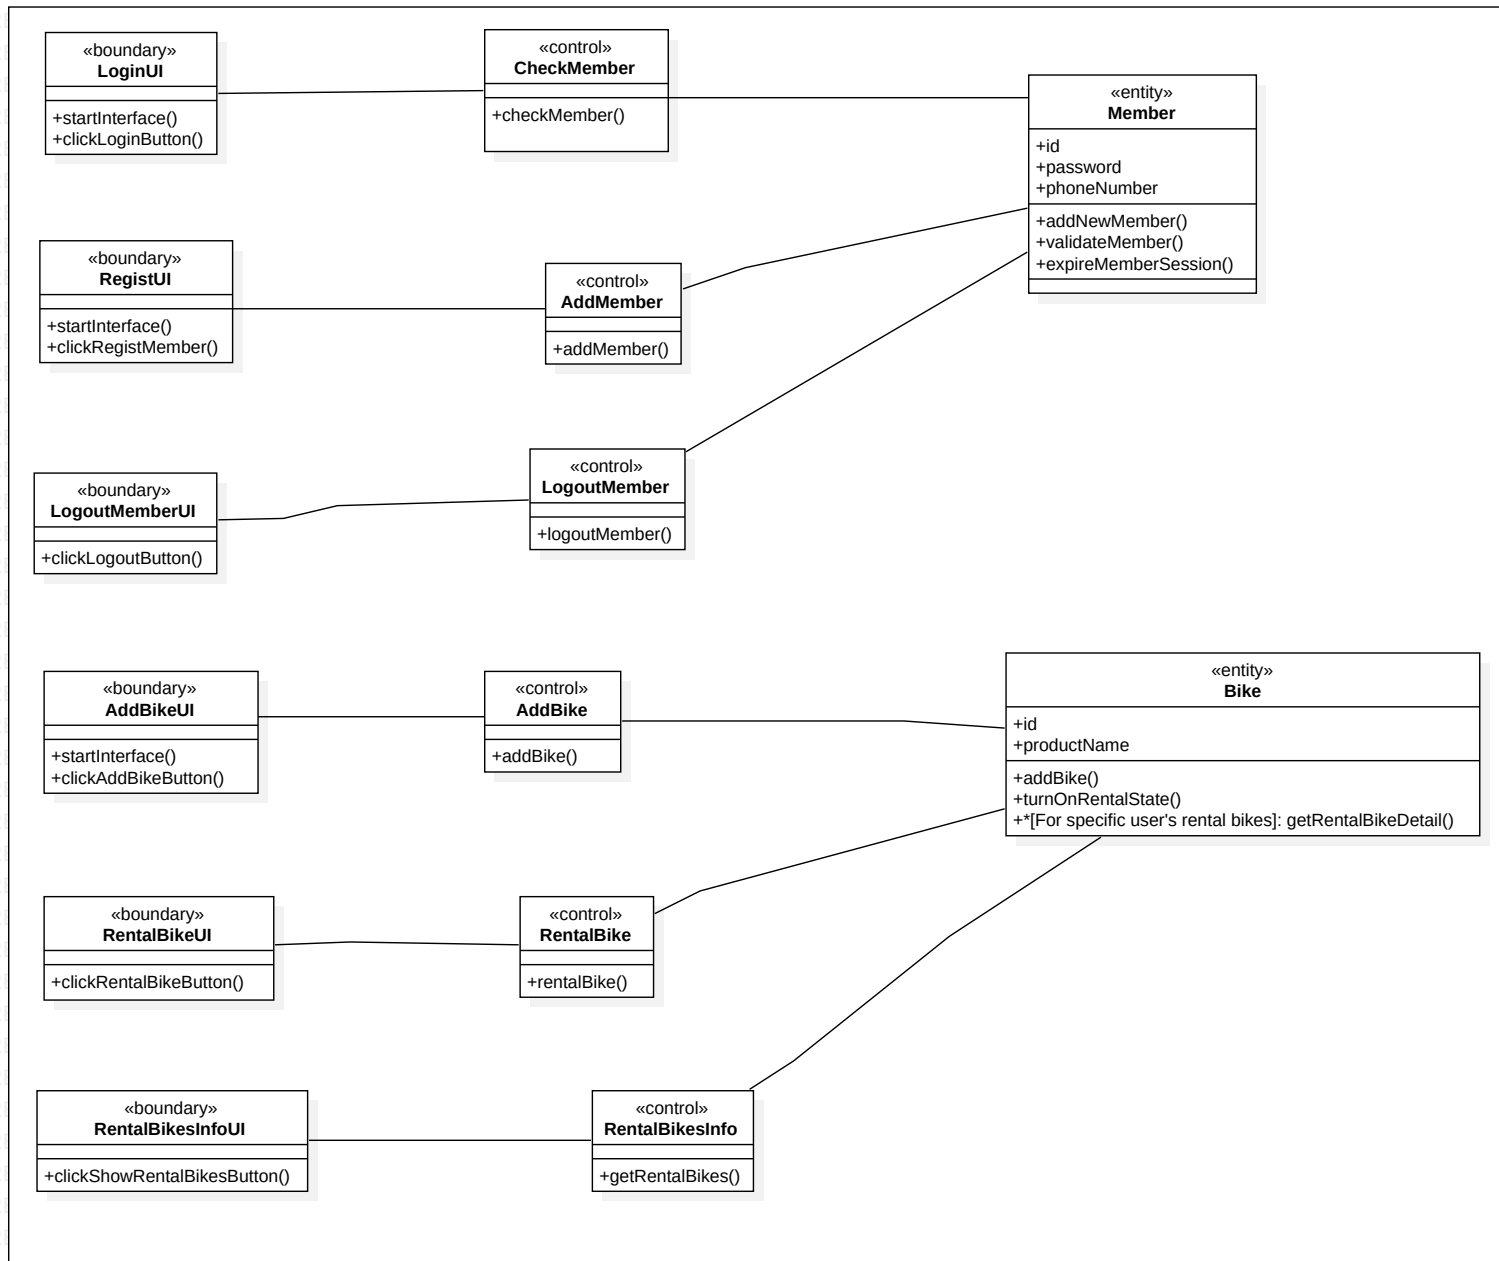 «boundary»
LoginUI
+startInterface()
+clickLoginButton()
«control»
CheckMember
+checkMember()
«entity»
Member
+id
+password
+phoneNumber
+addNewMember()
+validateMember()
+expireMemberSession()
«boundary»
RegistUI
+startInterface()
+clickRegistMember()
«control»
AddMember
+addMember()
«boundary»
LogoutMemberUI
+clickLogoutButton()
«control»
LogoutMember
+logoutMember()
«boundary»
AddBikeUI
+startInterface()
+clickAddBikeButton()
«control»
AddBike
+addBike()
«entity»
Bike
+id
+productName
+addBike()
+turnOnRentalState()
+*[For specific user's rental bikes]: getRentalBikeDetail()
«boundary»
RentalBikeUI
+clickRentalBikeButton()
«control»
RentalBike
+rentalBike()
«boundary»
RentalBikesInfoUI
+clickShowRentalBikesButton()
«control»
RentalBikesInfo
+getRentalBikes()